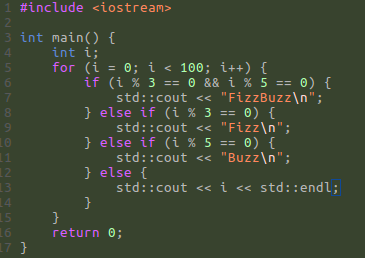 1 #include <iostream>
2
3 int main() {
4     int i;
5     for (i = 0; i < 100; i++) {
6         if (i % 3 == 0 && i % 5 == 0) {
7             std::cout << "FizzBuzz\n";
8         } else if (i % 3 == 0) {
9             std::cout << "Fizz\n";
10         } else if (i % 5 == 0) {
11             std::cout << "Buzz\n";
12         } else {
13             std::cout << i << std::endl;
14         }
15     }
16     return 0;
17 }